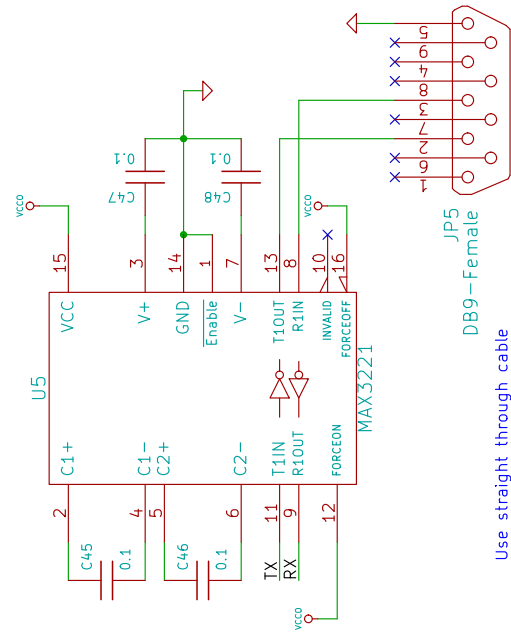 5
9
4
8
3
7
2
6
1
JP5
DB9-Female
0.1
C47
0.1
C48
VCCO
VCCO
15
3
14
1
7
13
8
10
16
VCC
V+
GND
Enable
V-
T1OUT
R1IN
INVALID
FORCEOFF
U5
MAX3221
C1+
C1-
C2+
C2-
T1IN
R1OUT
FORCEON
2
4
5
6
11
9
12
C45
0.1
C46
0.1
TX
RX
VCCO
Use straight through cable